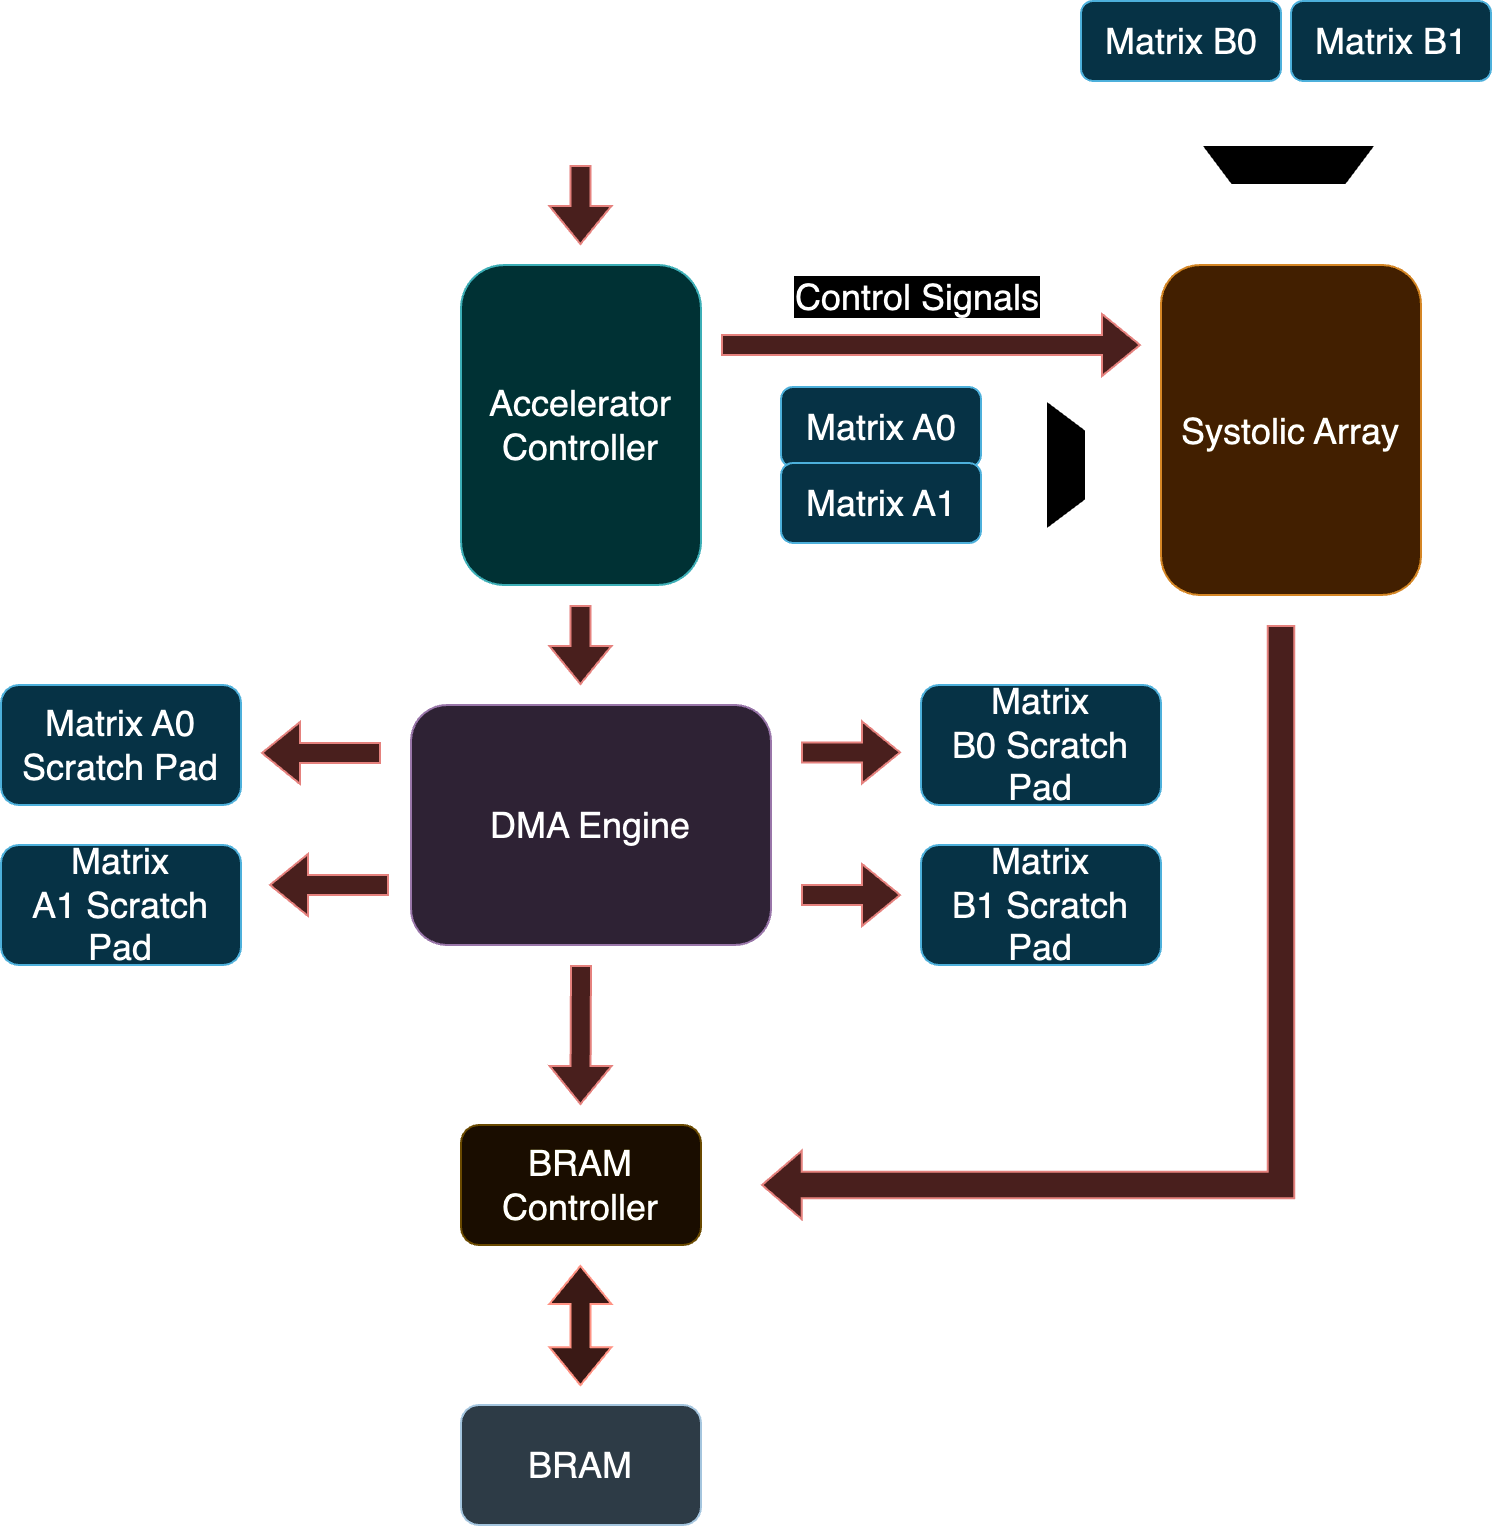 Matrix B0
Matrix B1
Control Signals
Accelerator
Controller
Matrix A0
Matrix A1
Systolic Array
Matrix A0
Scratch Pad
Matrix
B0 Scratch
Pad
DMA Engine
Matrix
A1 Scratch
Pad
Matrix
B1 Scratch
Pad
BRAM
Controller
BRAM